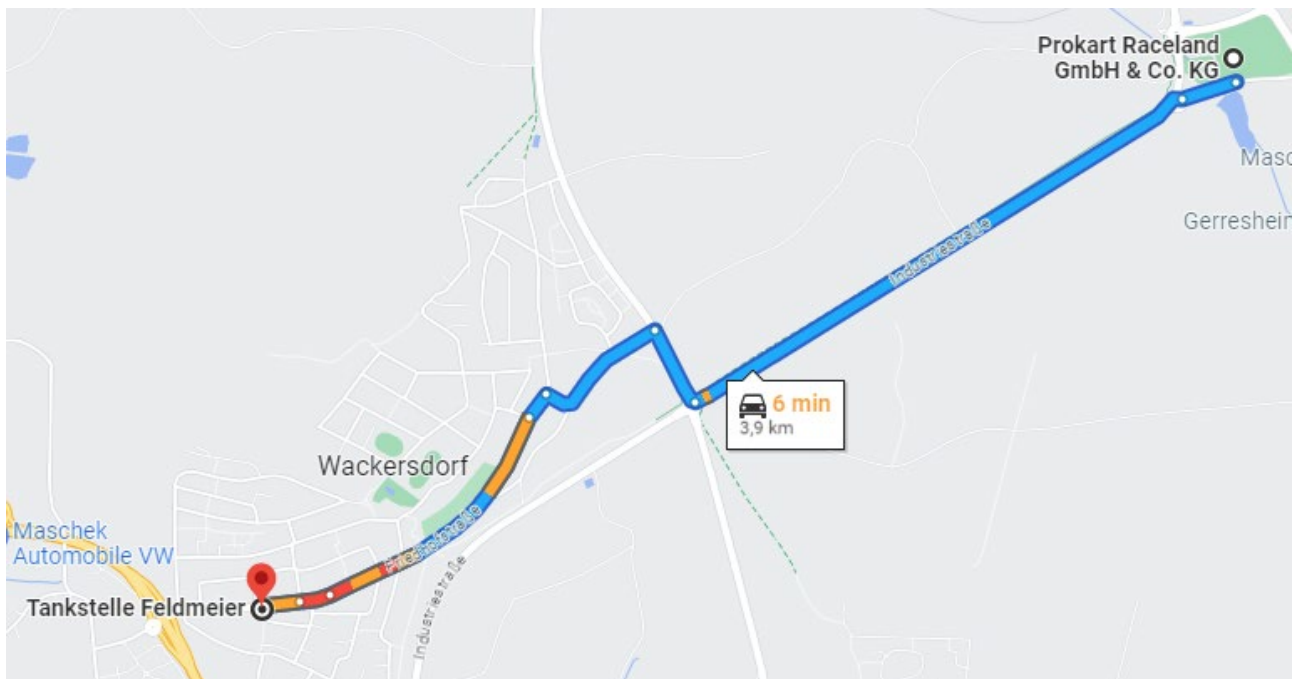 Prokart Raceland
GmbH & Co. KG
Masc
Gerresheim
Industriestraße
6 min
3,9 km
Wackersdorf
Friedhofstraße
Maschek
Automobile VW
Industriestraße
Tankstelle Feldmeier